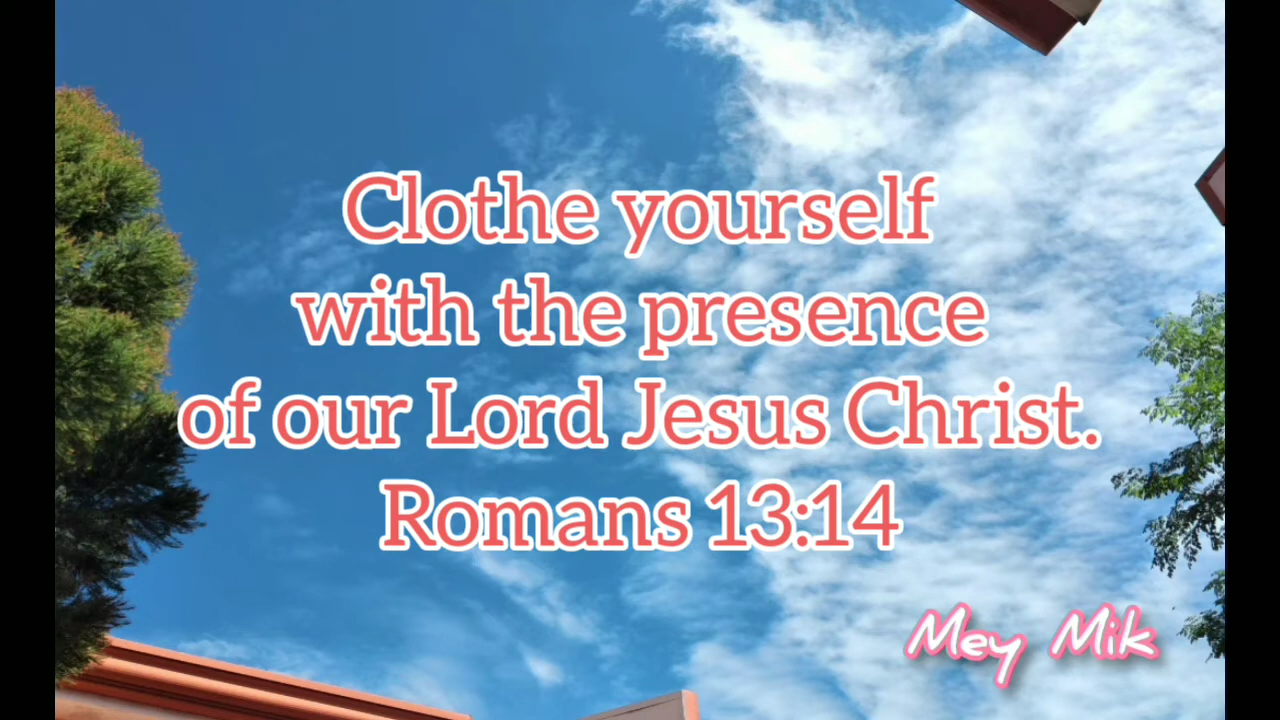 Clothe yourself
with the presence
of our Lord Jesus Christ.
Romans 13:14
Mey Mik